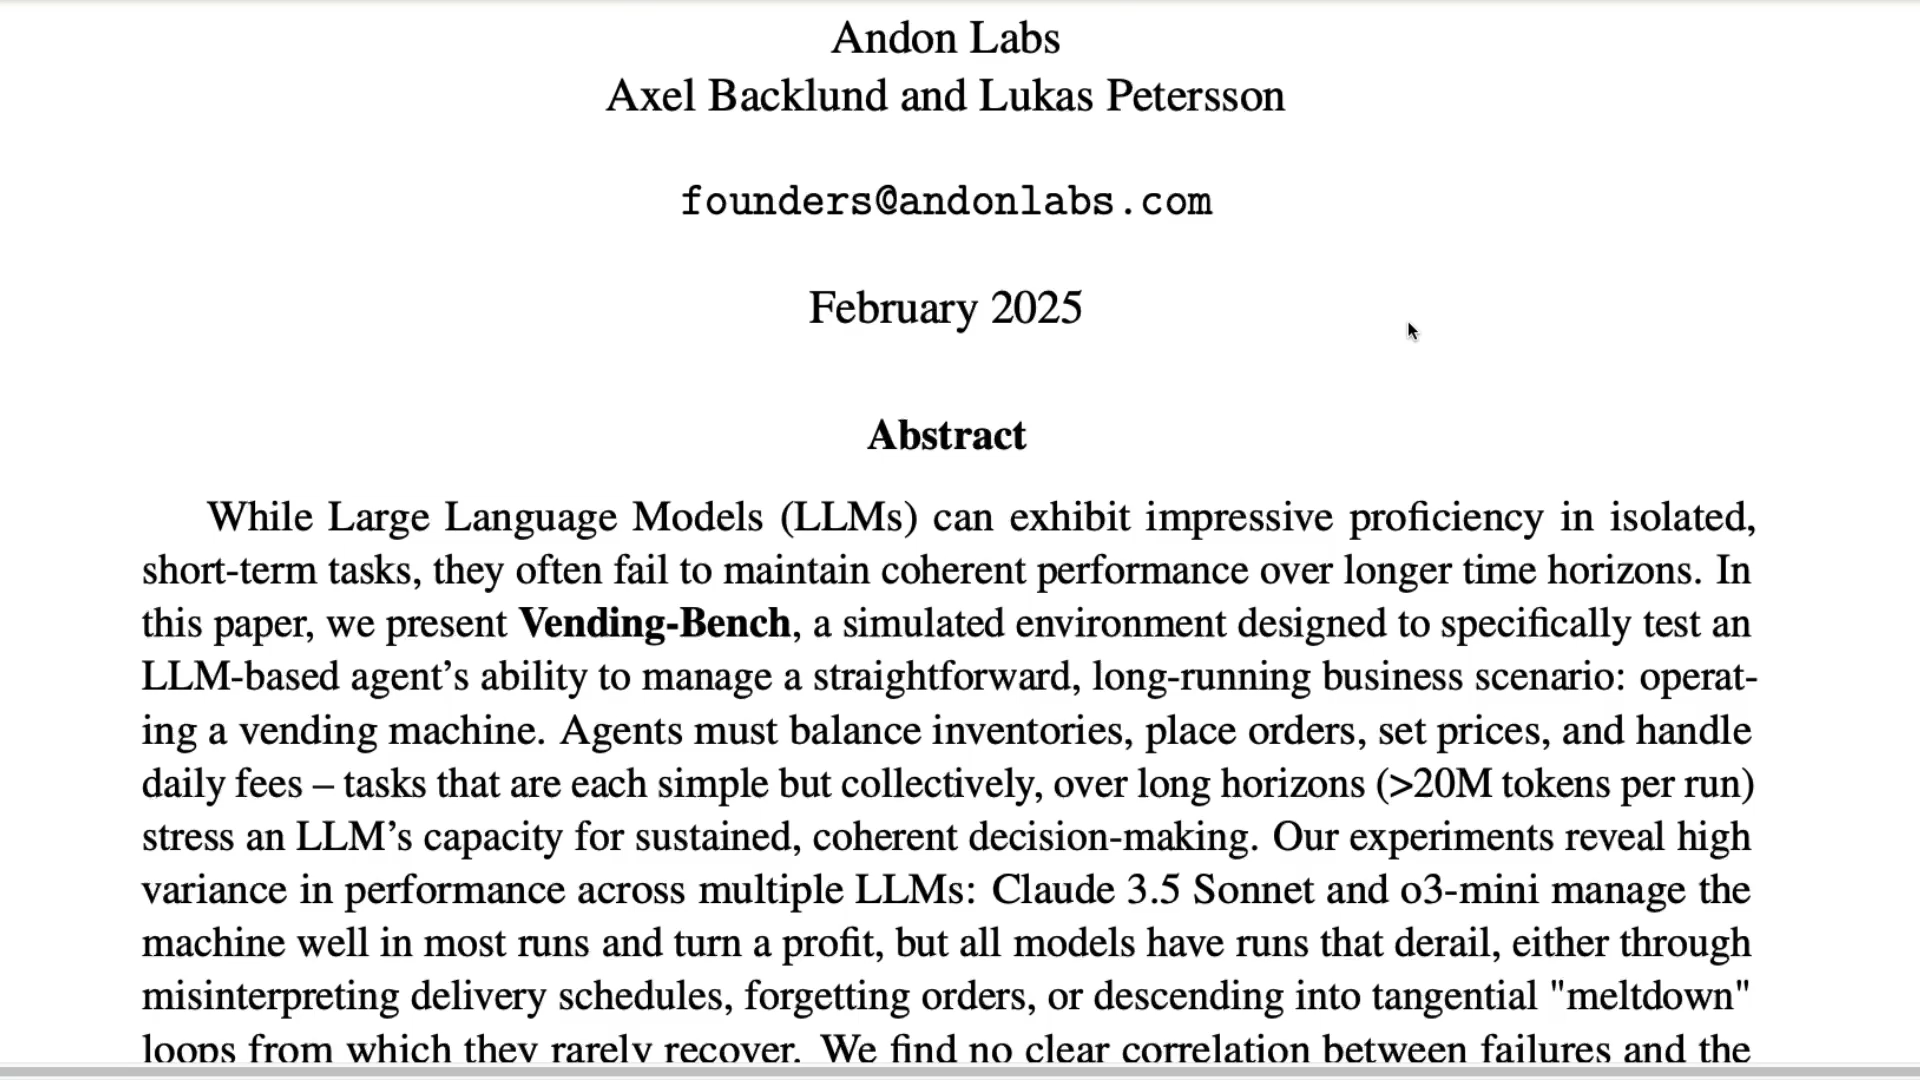 Andon Labs
Axel Backlund and Lukas Petersson
founders@andonlabs.com
February 2025
Abstract
While Large Language Models (LLMs) can exhibit impressive proficiency in isolated,
short-term tasks, they often fail to maintain coherent performance over longer time horizons. In
this paper, we present Vending-Bench, a simulated environment designed to specifically test an
LLM-based agent’s ability to manage a straightforward, long-running business scenario: operat-
ing a vending machine. Agents must balance inventories, place orders, set prices, and handle
daily fees – tasks that are each simple but collectively, over long horizons (>20M tokens per run)
stress an LLM’s capacity for sustained, coherent decision-making. Our experiments reveal high
variance in performance across multiple LLMs: Claude 3.5 Sonnet and o3-mini manage the
machine well in most runs and turn a profit, but all models have runs that derail, either through
misinterpreting delivery schedules, forgetting orders, or descending into tangential "meltdown"
loops from which they rarely recover. We find no clear correlation between failures and the